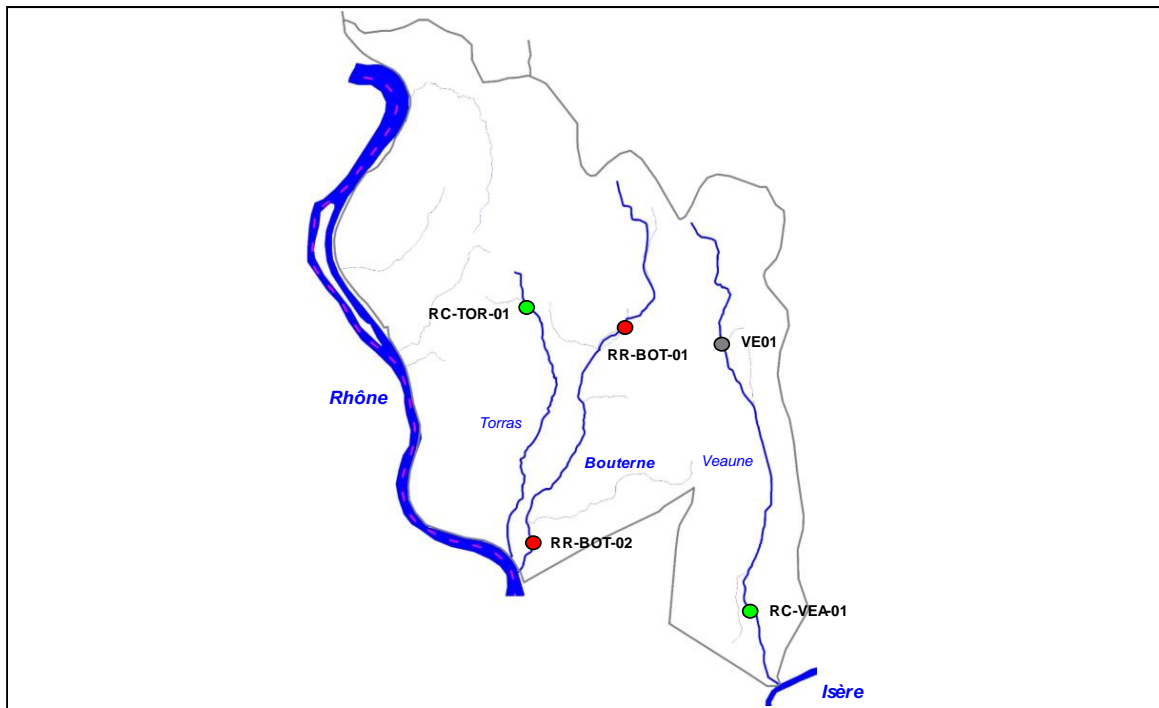 RC-TOR-01
RR-BOT-01
VE01
Rhône
Torras
Bouterne
Veaune
RR-BOT-02
RC-VEA-01
Isère